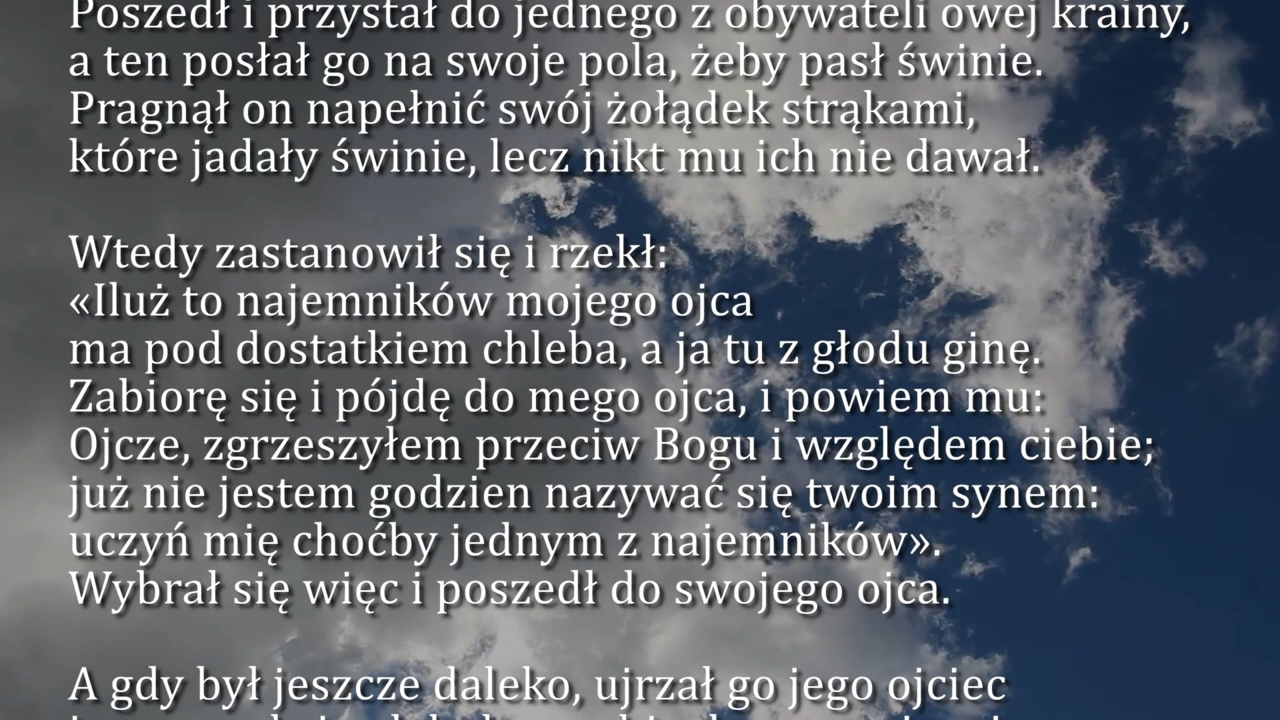 Poszedł i przystał do jednego z obywateli owej krainy,
a ten posłał go na swoje pola, żeby pasł świnie.
Pragnął on napełnić swój żołądek strąkami,
które jadały świnie, lecz nikt mu ich nie dawał.
Wtedy zastanowił się i rzekł:
«Iluż to najemników mojego ojca
ma pod dostatkiem chleba, a ja tu z głodu ginę.
Zabiorę się i pójdę do mego ojca, i powiem mu:
Ojcze, zgrzeszyłem przeciw Bogu i względem ciebie;
już nie jestem godzien nazywać się twoim synem:
uczyń mię choćby jednym z najemników».
Wybrał się więc i poszedł do swojego ojca.
A gdy był jeszcze daleko, ujrzał go jego ojciec